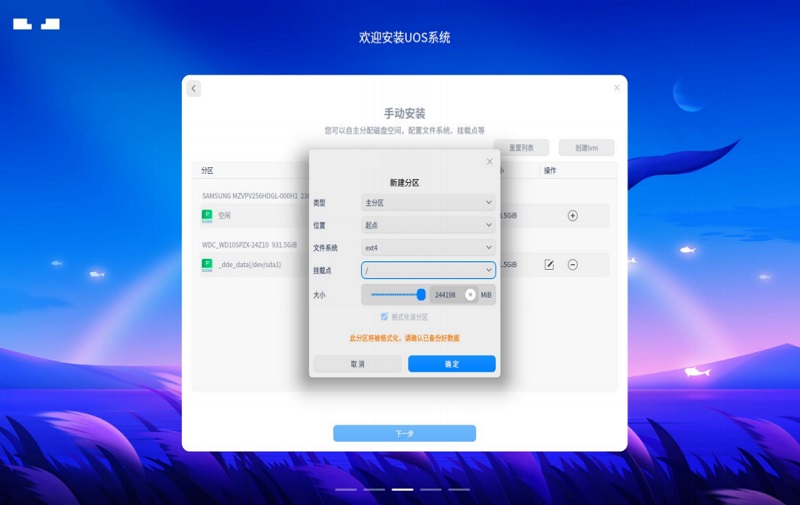 欢迎安装UOS系统
手动安装
您可以自主分配磁盘空间，配置文件系统、挂载点等
重置列表 创建lvm
分区 操作
SAMSUNG MZVPV256HDGL-000H1
空闲
WDC_WD10SPZX-24Z10 931.5GiB
_dde_data(/dev/sda1)
新建分区
类型 主分区
位置 起点
文件系统 ext4
挂载点 /
大小 244198 MiB
格式化该分区
此分区将被格式化，请确认已备份好数据
取消 确定
下一步